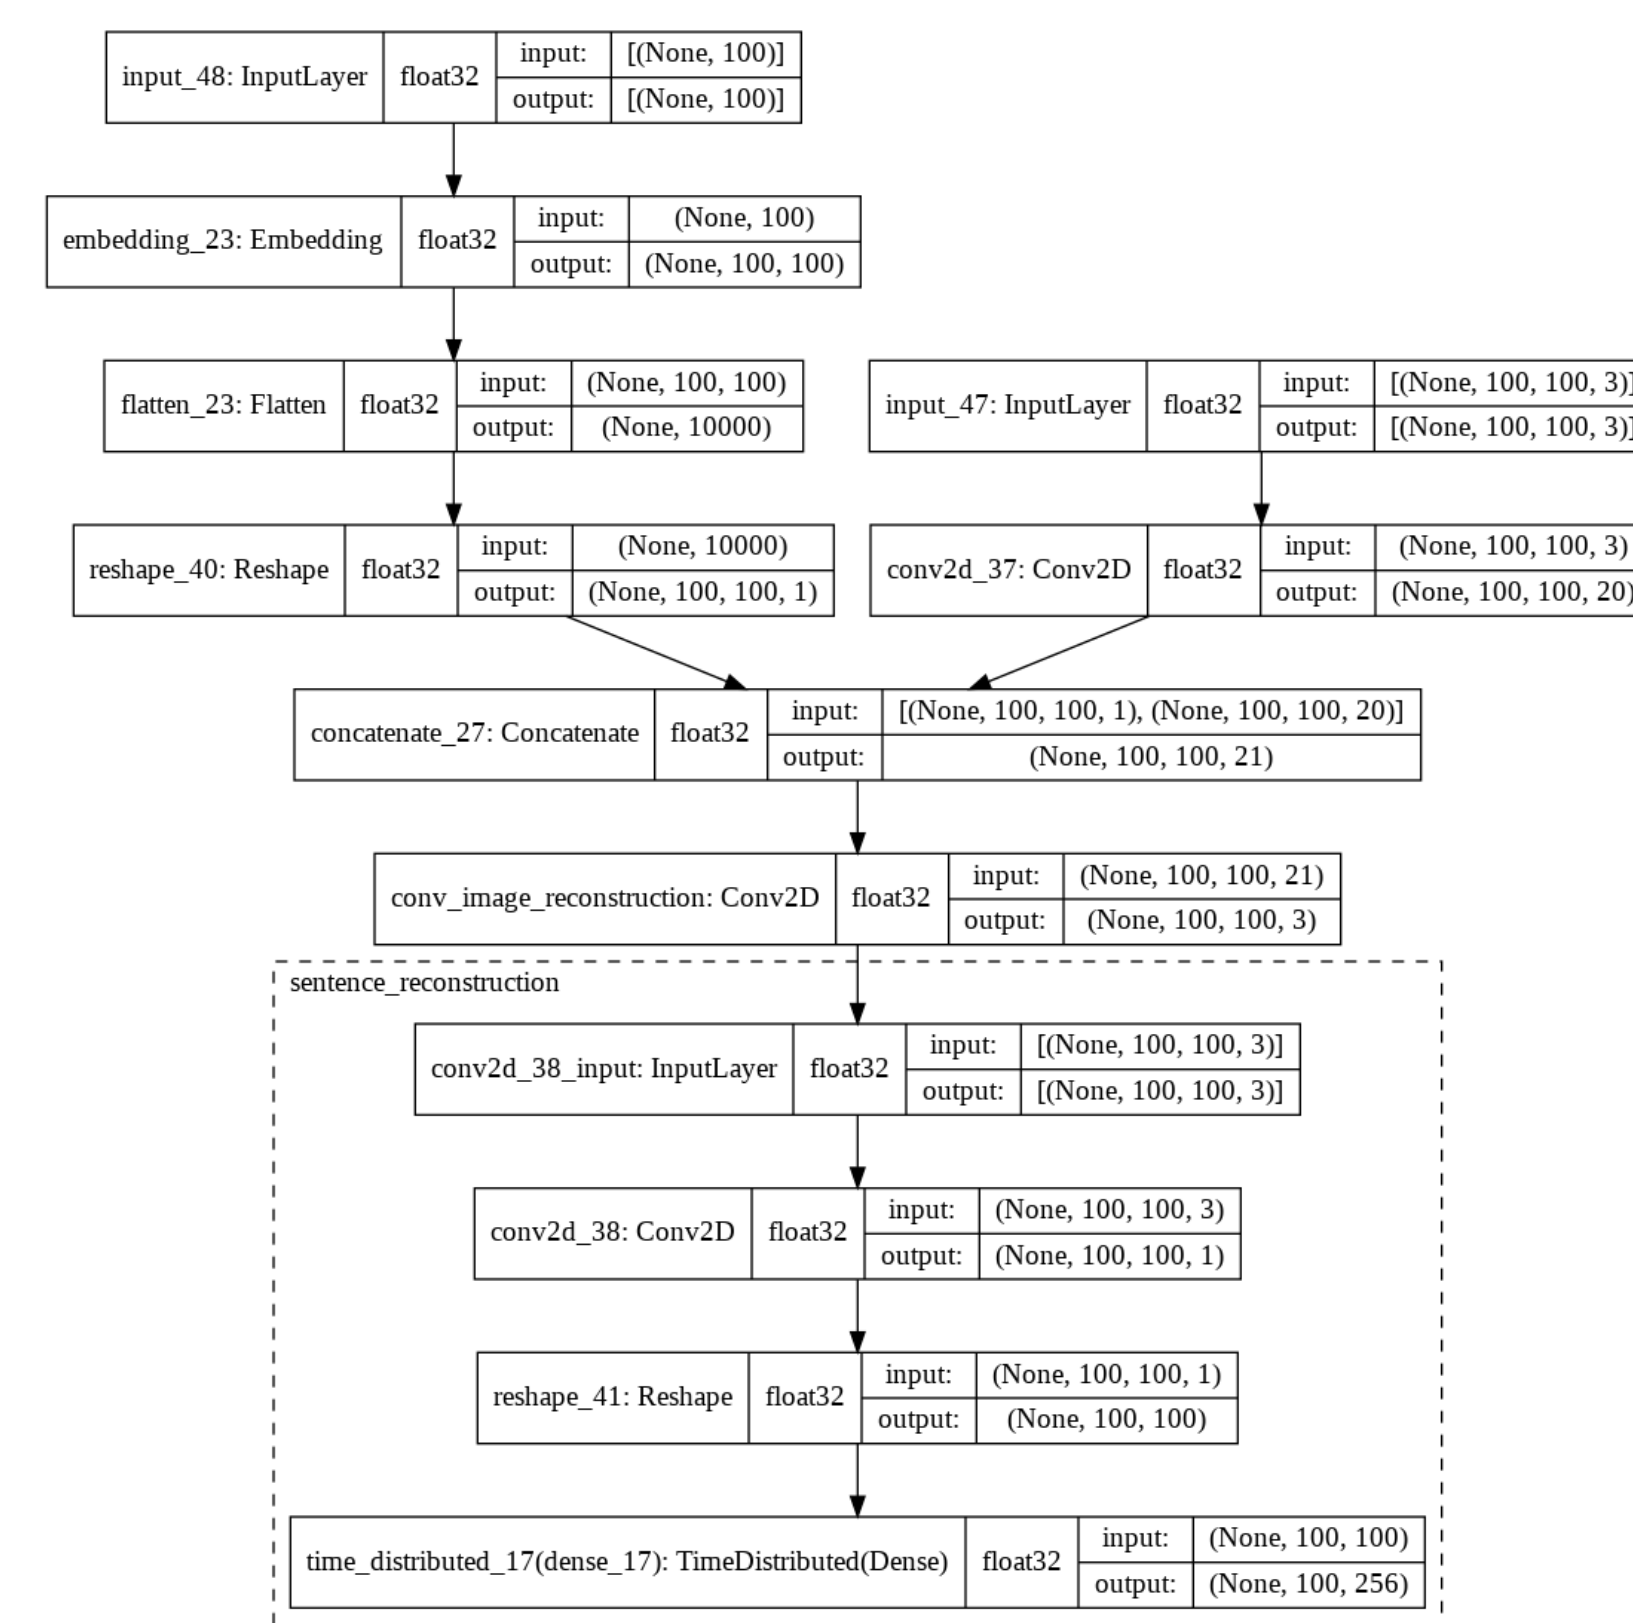 input_48: InputLayer float32 input: [(None, 100)]
output: [(None, 100)]
embedding_23: Embedding float32 input: (None, 100)
output: (None, 100, 100)
flatten_23: Flatten float32 input: (None, 100, 100)
output: (None, 10000)
input_47: InputLayer float32 input: [(None, 100, 100, 3)]
output: [(None, 100, 100, 3)]
reshape_40: Reshape float32 input: (None, 10000)
output: (None, 100, 100, 1)
conv2d_37: Conv2D float32 input: (None, 100, 100, 3)
output: (None, 100, 100, 20)
concatenate_27: Concatenate float32 input: [(None, 100, 100, 1), (None, 100, 100, 20)]
output: (None, 100, 100, 21)
conv_image_reconstruction: Conv2D float32 input: (None, 100, 100, 21)
output: (None, 100, 100, 3)
sentence_reconstruction
conv2d_38_input: InputLayer float32 input: [(None, 100, 100, 3)]
output: [(None, 100, 100, 3)]
conv2d_38: Conv2D float32 input: (None, 100, 100, 3)
output: (None, 100, 100, 1)
reshape_41: Reshape float32 input: (None, 100, 100, 1)
output: (None, 100, 100)
time_distributed_17(dense_17): TimeDistributed(Dense) float32 input: (None, 100, 100)
output: (None, 100, 256)